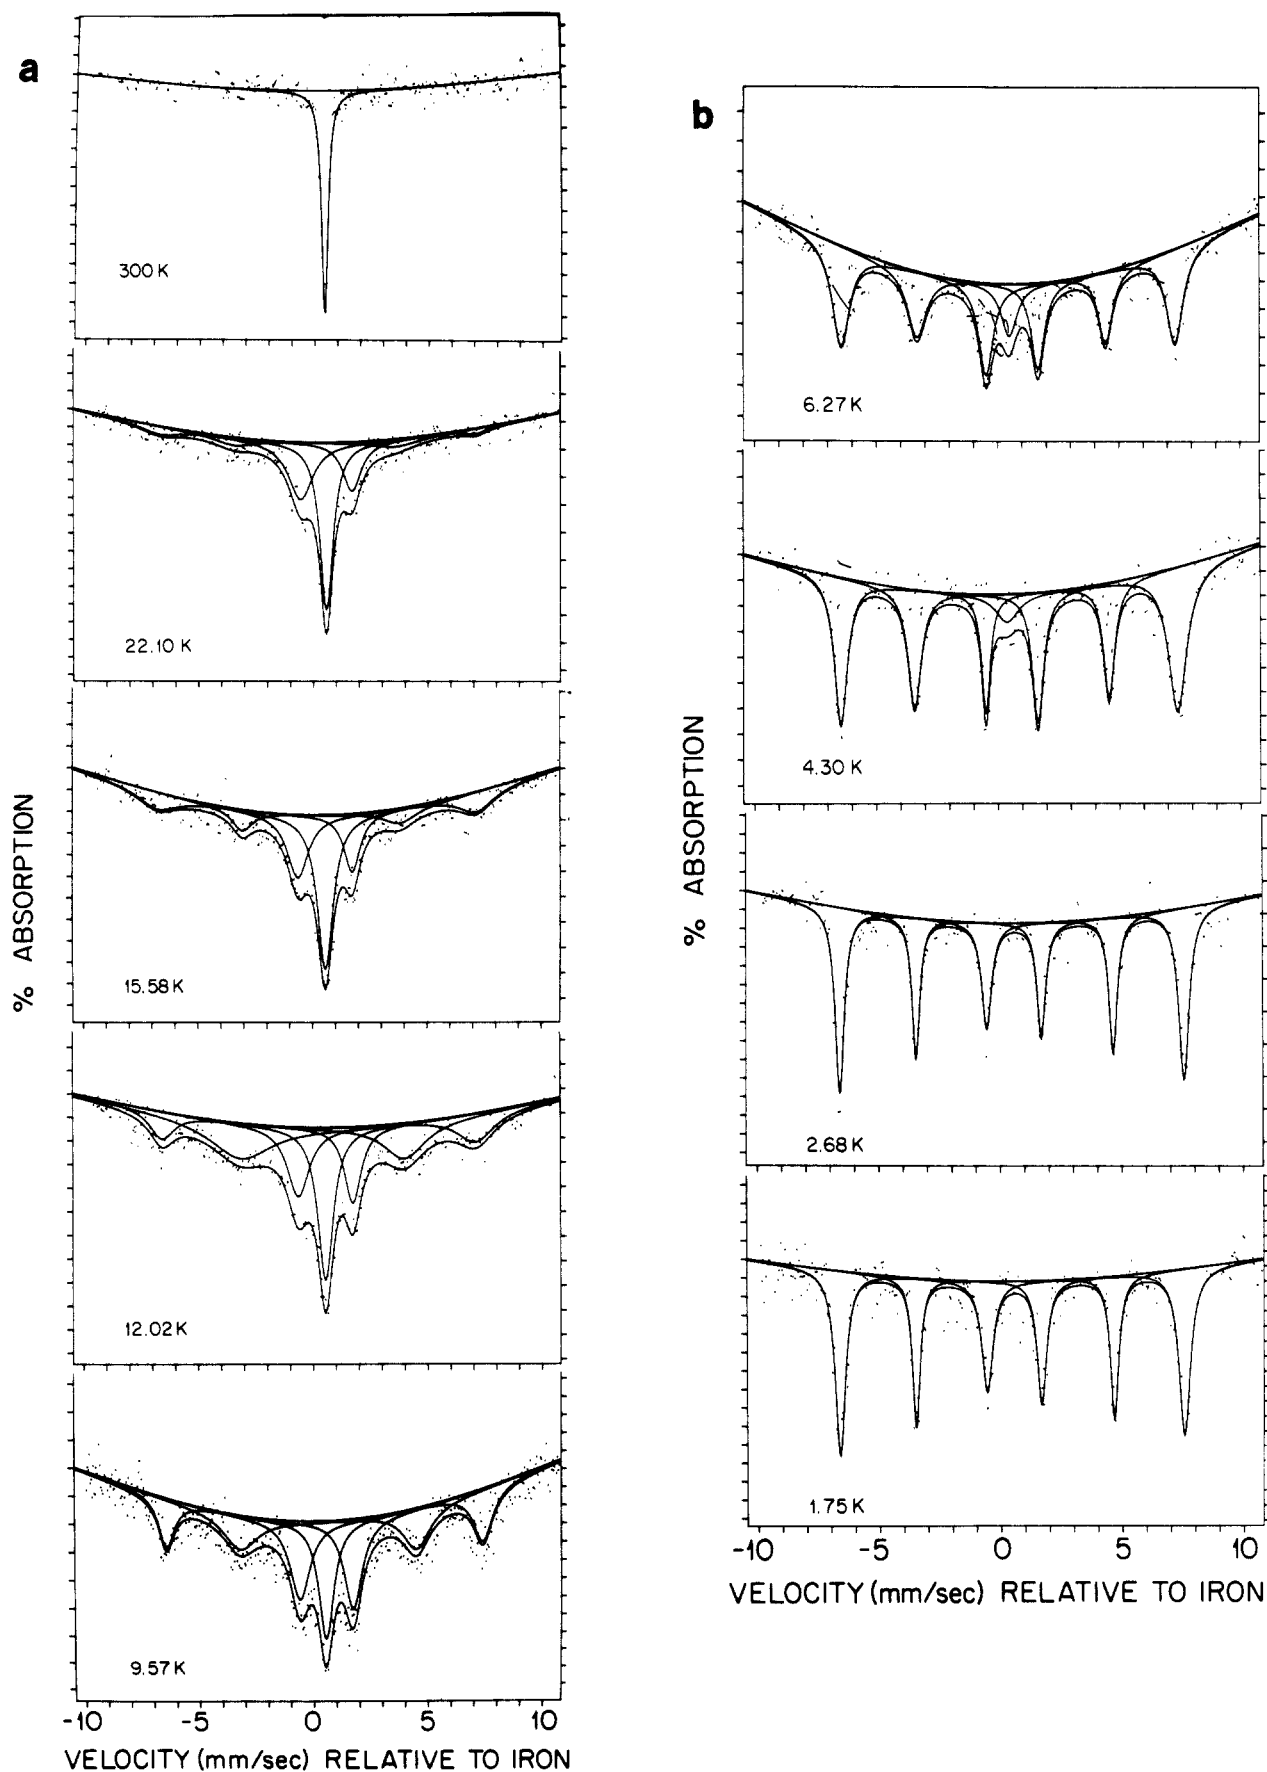 a
300 K
22.10 K
15.58 K
12.02 K
9.57 K
% ABSORPTION
-10 -5 0 5 10
VELOCITY (mm/sec) RELATIVE TO IRON
b
6.27 K
4.30 K
2.68 K
1.75 K
% ABSORPTION
-10 -5 0 5 10
VELOCITY (mm/sec) RELATIVE TO IRON